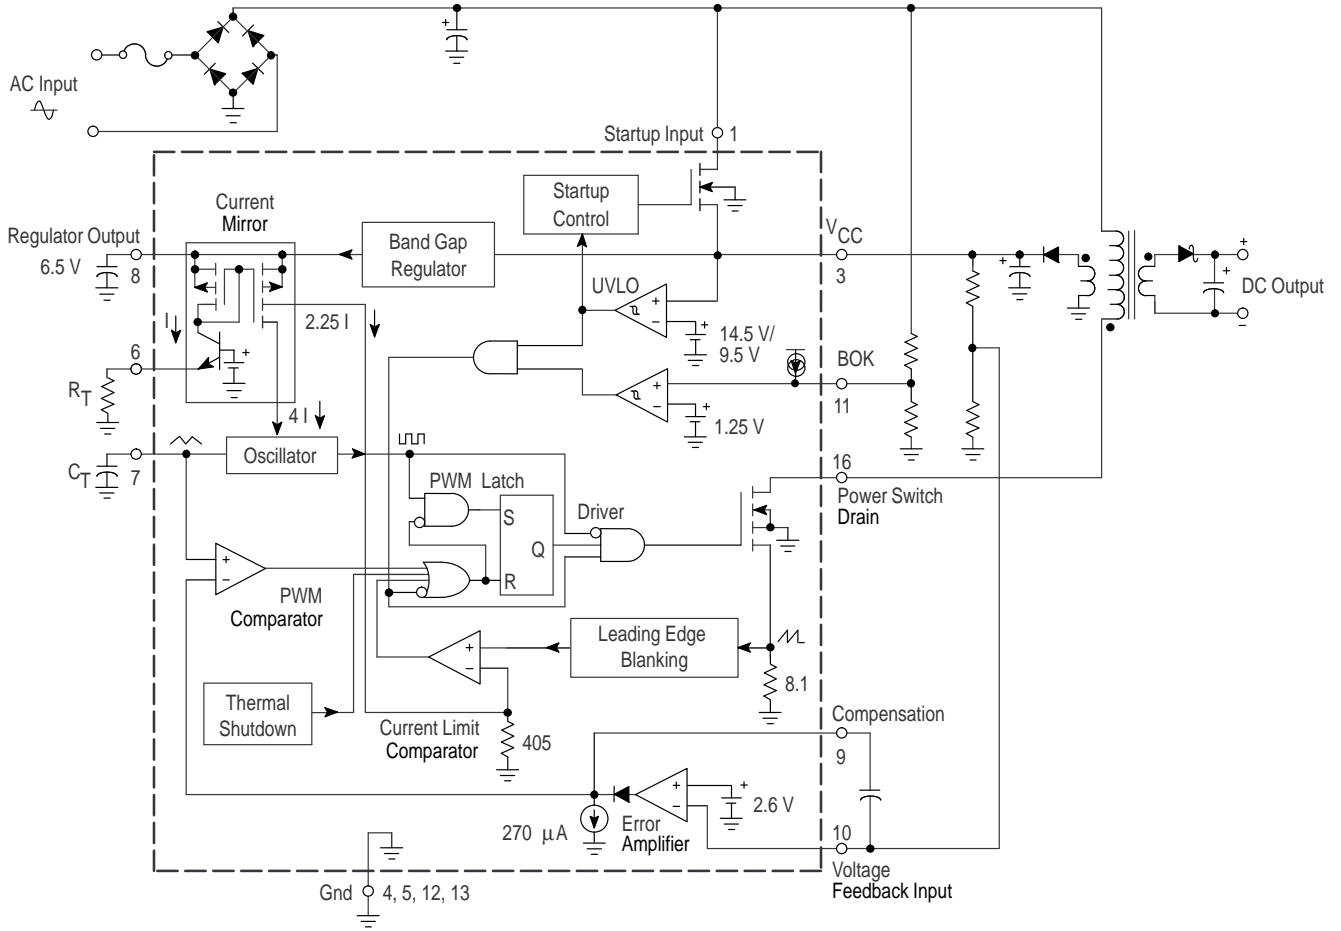 AC Input
Startup Input
1
Current
Mirror
Startup
Control
Regulator Output
6.5 V
8
Band Gap
Regulator
VCC
3
DC Output
+
−
UVLO
14.5 V/
9.5 V
2.25 I
I
6
RT
BOK
11
1.25 V
4 I
Oscillator
CT
7
16
Power Switch
Drain
PWM Latch
S
Q
R
Driver
PWM
Comparator
Leading Edge
Blanking
8.1
Thermal
Shutdown
Current Limit
Comparator
405
Compensation
9
270 µA
Error
Amplifier
2.6 V
10
Voltage
Feedback Input
Gnd
4, 5, 12, 13